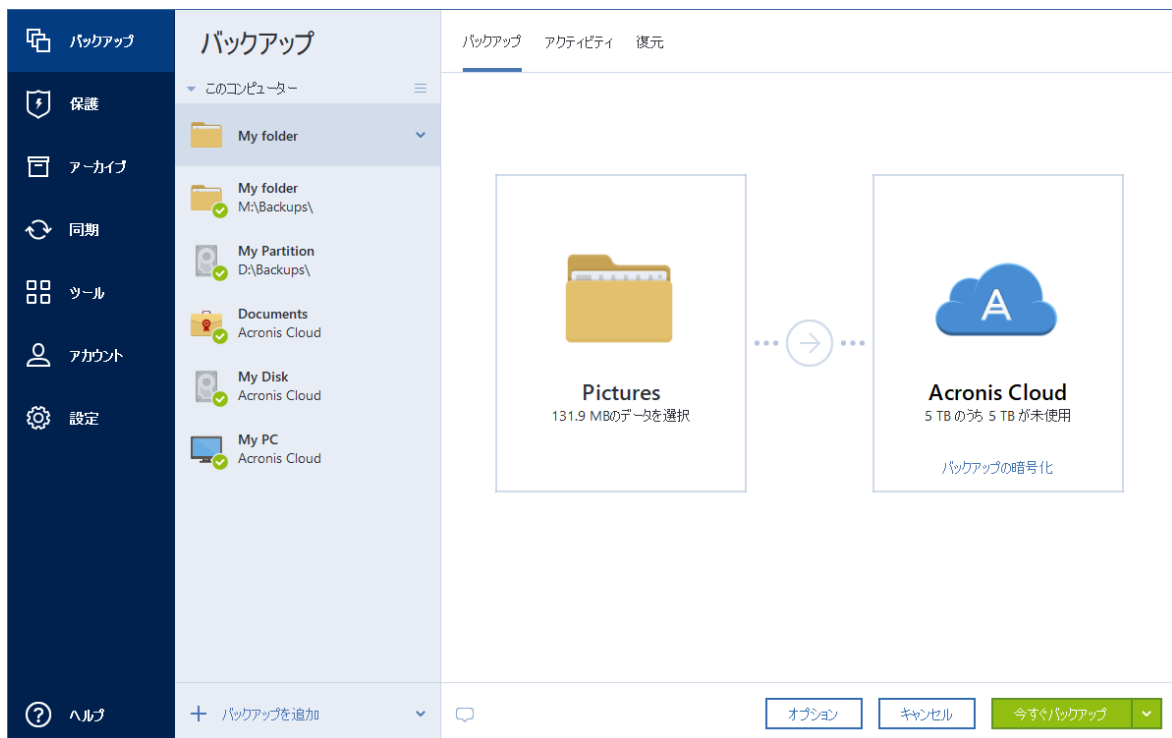 バックアップ
保護
アーカイブ
同期
ツール
アカウント
設定
ヘルプ
バックアップ
このコンピューター
My folder
My folder
M:\Backups\
My Partition
D:\Backups\
Documents
Acronis Cloud
My Disk
Acronis Cloud
My PC
Acronis Cloud
バックアップを追加
バックアップ アクティビティ 復元
Pictures
131.9 MBのデータを選択
A
Acronis Cloud
5 TB のうち 5 TB が未使用
バックアップの暗号化
オプション キャンセル 今すぐバックアップ